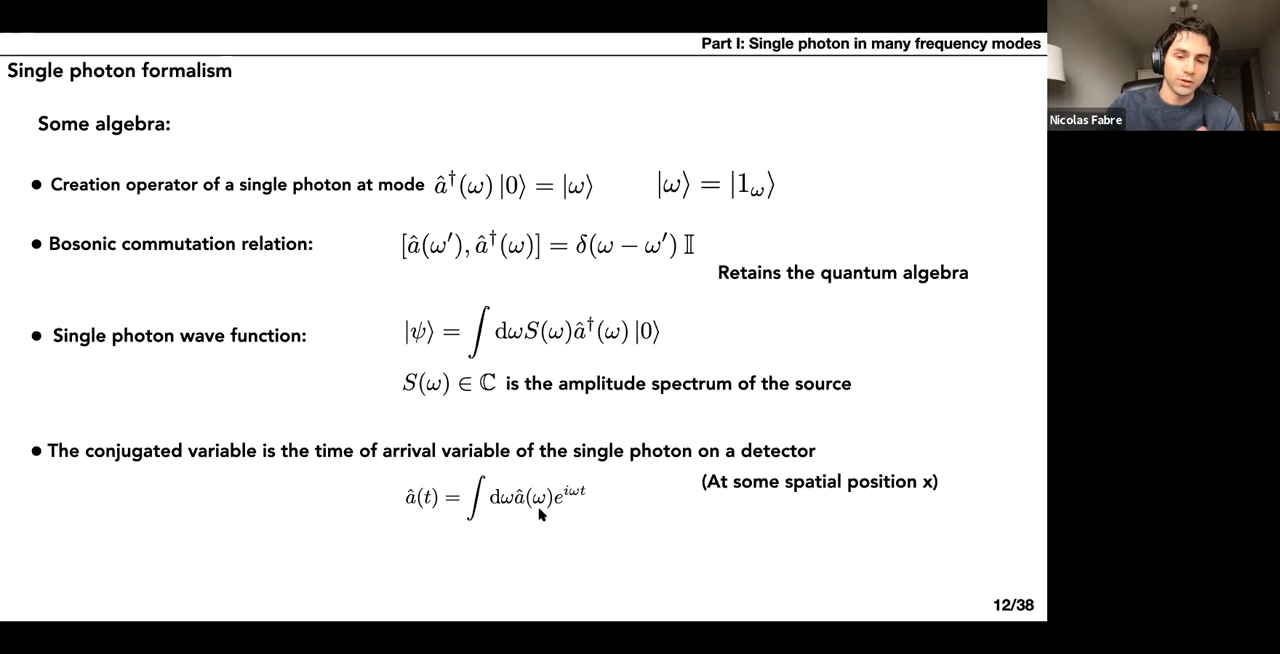 Part I: Single photon in many frequency modes
Single photon formalism
Some algebra:
● Creation operator of a single photon at mode â†(ω)|0⟩ = |ω⟩ |ω⟩ = |1_ω⟩
● Bosonic commutation relation: [â(ω′), â†(ω)] = δ(ω − ω′) 𝕀
Retains the quantum algebra
● Single photon wave function: |ψ⟩ = ∫ dωS(ω)â†(ω)|0⟩
S(ω) ∈ ℂ is the amplitude spectrum of the source
● The conjugated variable is the time of arrival variable of the single photon on a detector
(At some spatial position x)
â(t) = ∫ dωâ(ω)e^{iωt}
12/38
Nicolas Fabre